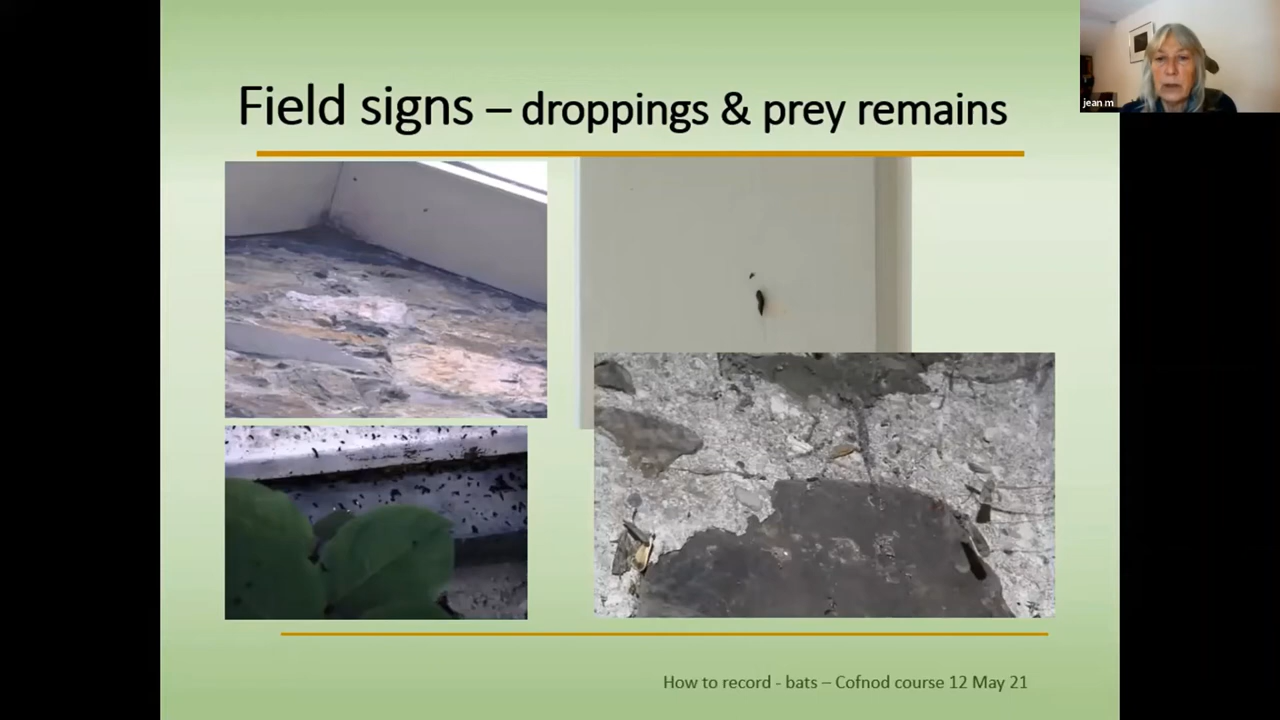 Field signs – droppings & prey remains
jean m
How to record - bats – Cofnod course 12 May 21